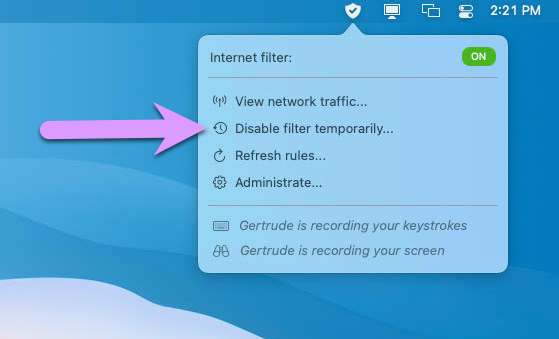 2:21 PM
Internet filter:
ON
View network traffic...
Disable filter temporarily...
Refresh rules...
Administrate...
Gertrude is recording your keystrokes
Gertrude is recording your screen